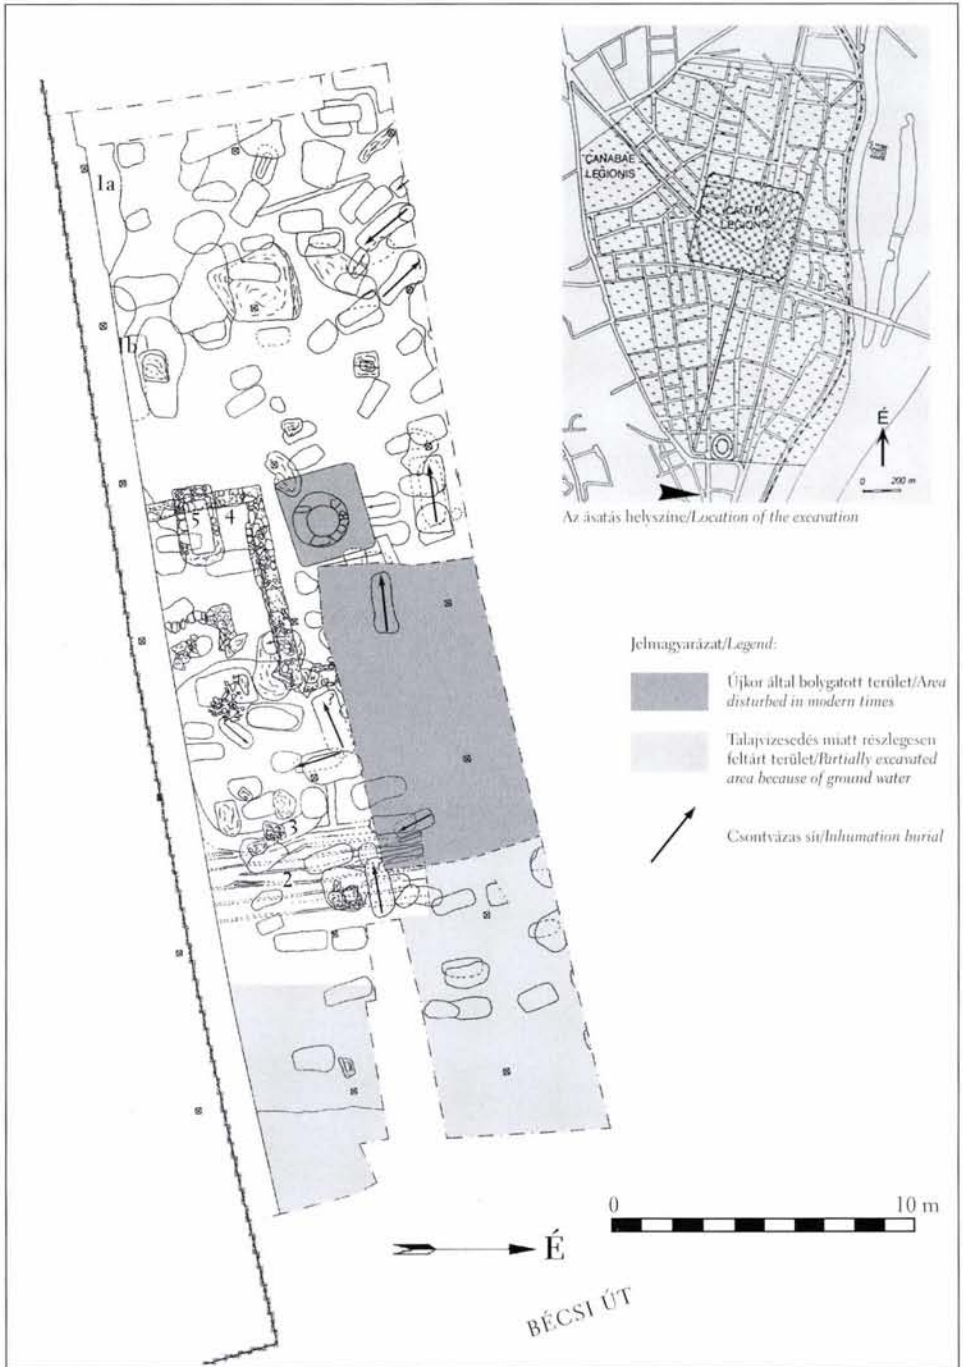 1a
1b
5
4
3
2
CANABAE
LEGIONIS
CASTRA
LEGIONIS
É
0 200 m
Az ásatás helyszíne/Location of the excavation
Jelmagyarázat/Legend:
Újkor által bolygatott terület/Area
disturbed in modern times
Talajvizesedés miatt részlegesen
feltárt terület/Partially excavated
area because of ground water
Csontvázas sír/Inhumation burial
0 10 m
É
BÉCSI ÚT